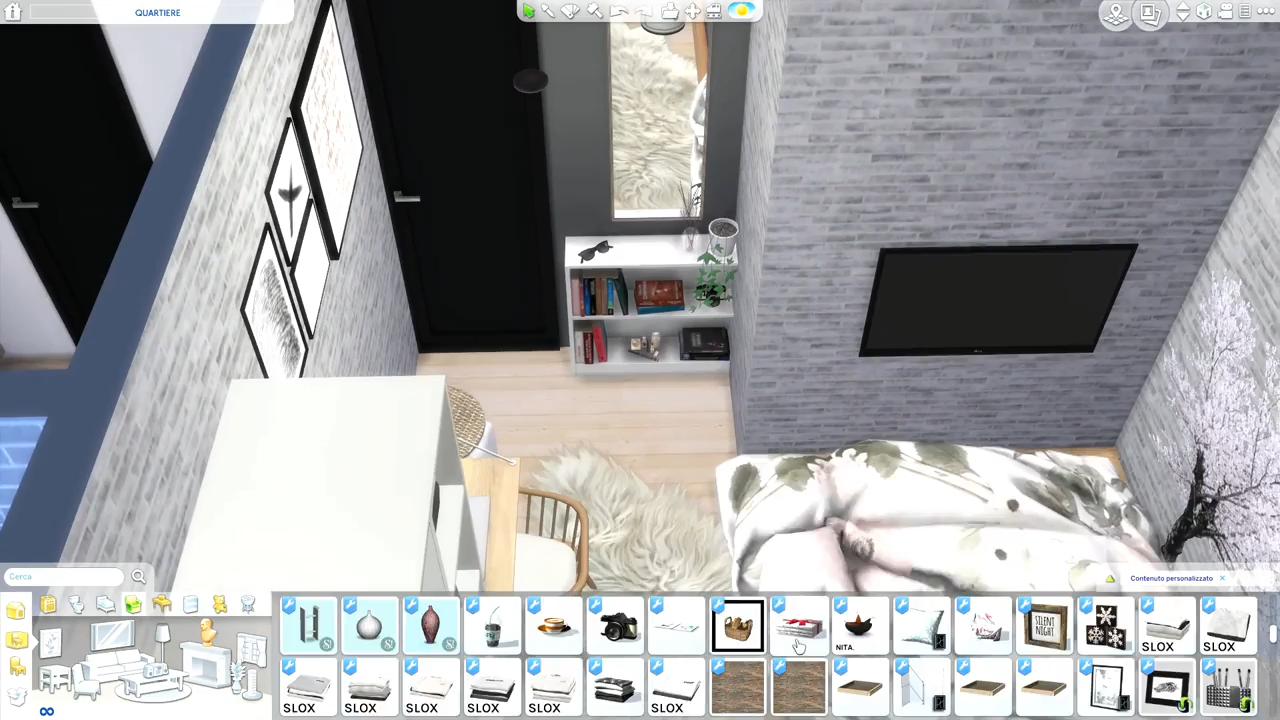 QUARTIERE
Cerca
Contenuto personalizzato
NITA.
SILENT
NIGHT
SLOX
SLOX
SLOX
SLOX
SLOX
SLOX
SLOX
SLOX